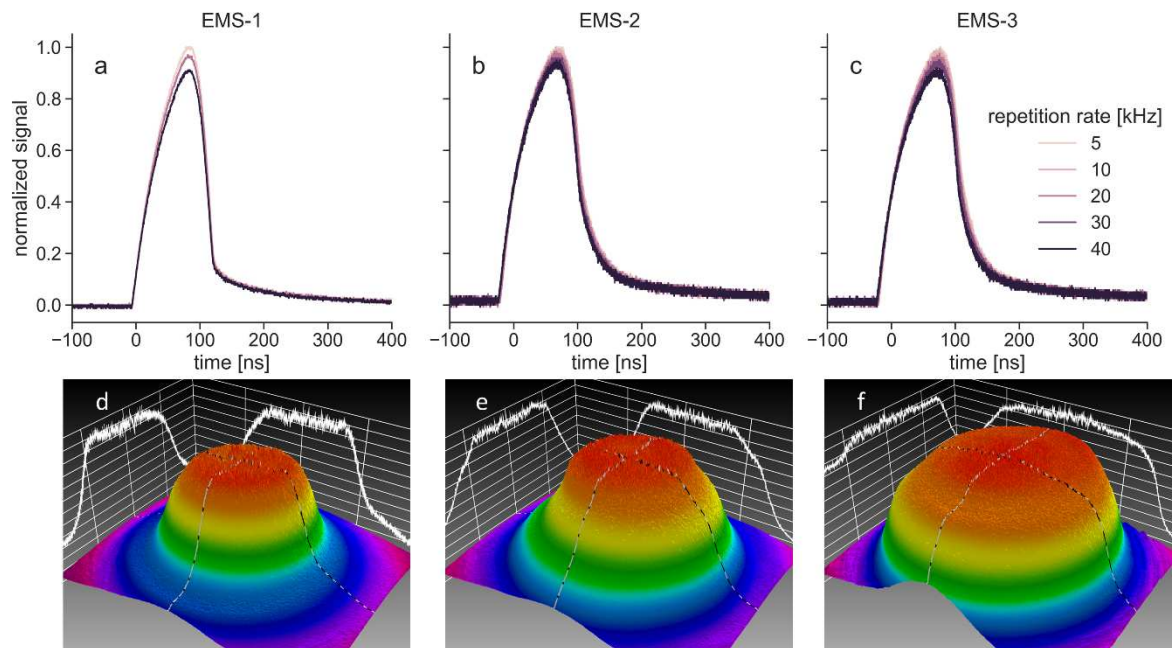 EMS-1
EMS-2
EMS-3
normalized signal
1.0
0.8
0.6
0.4
0.2
0.0
a
b
c
repetition rate [kHz]
5
10
20
30
40
−100 0 100 200 300 400
−100 0 100 200 300 400
−100 0 100 200 300 400
time [ns]
time [ns]
time [ns]
d
e
f